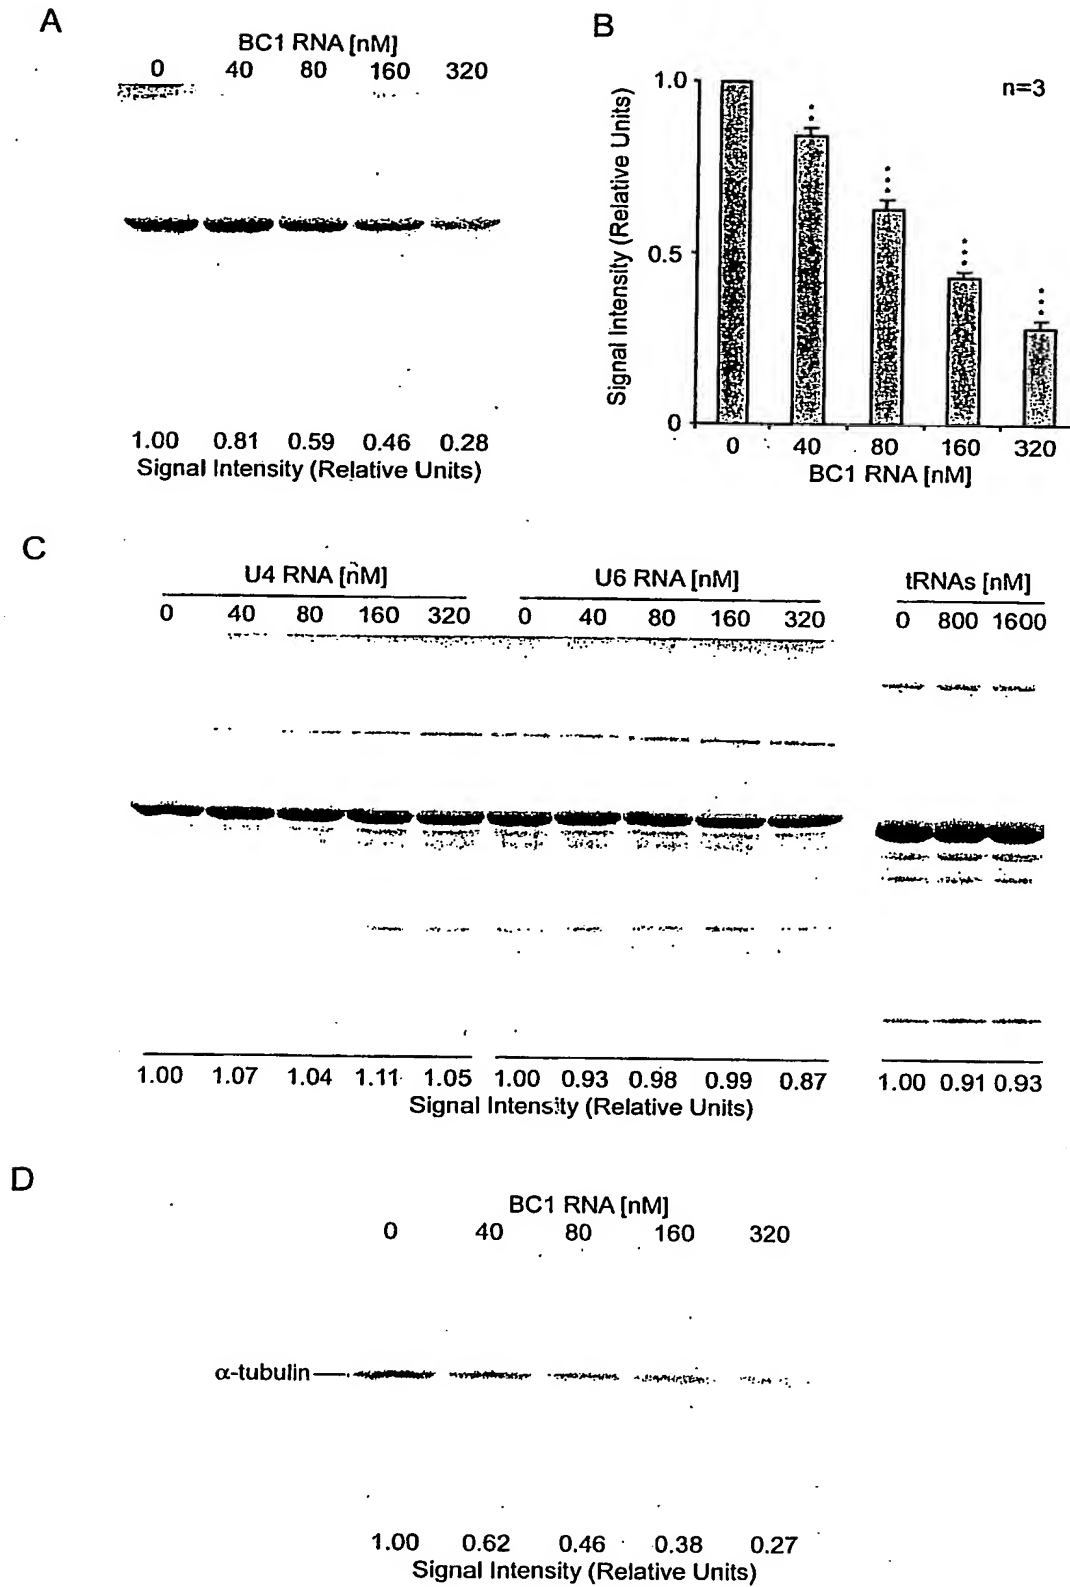 A
BC1 RNA [nM]
0 40 80 160 320
1.00 0.81 0.59 0.46 0.28
Signal Intensity (Relative Units)
B
n=3
Signal Intensity (Relative Units)
1.0
0.5
0
0 40 80 160 320
BC1 RNA [nM]
C
U4 RNA [nM] U6 RNA [nM] tRNAs [nM]
0 40 80 160 320 0 40 80 160 320 0 800 1600
1.00 1.07 1.04 1.11 1.05 1.00 0.93 0.98 0.99 0.87 1.00 0.91 0.93
Signal Intensity (Relative Units)
D
BC1 RNA [nM]
0 40 80 160 320
α-tubulin
1.00 0.62 0.46 0.38 0.27
Signal Intensity (Relative Units)